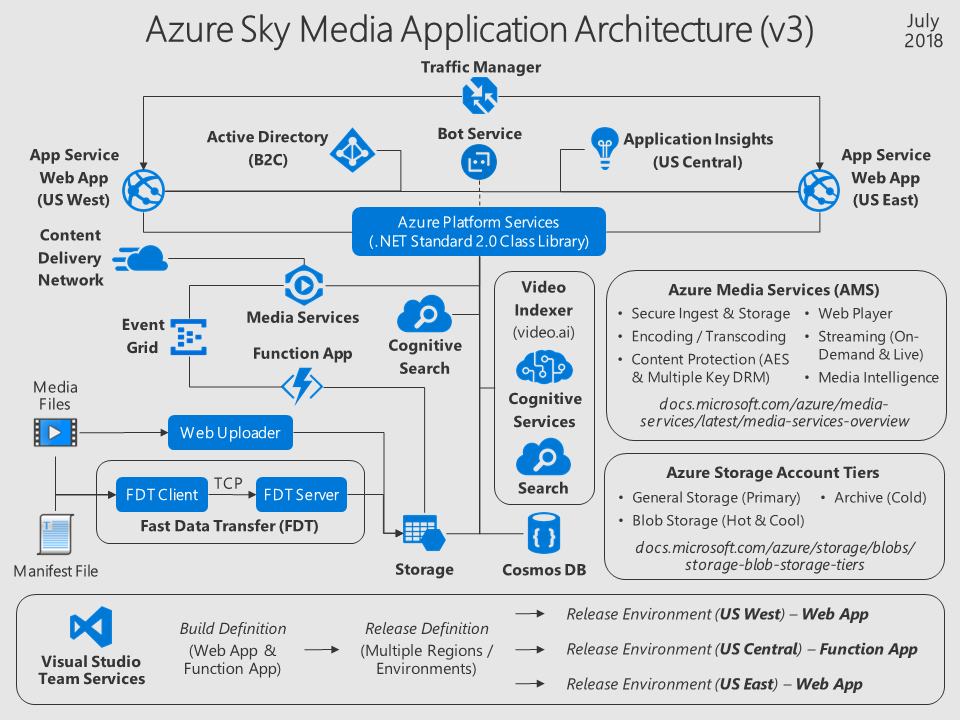 Azure Sky Media Application Architecture (v3)
July
2018
Traffic Manager
Active Directory
(B2C)
Bot Service
Application Insights
(US Central)
App Service
Web App
(US West)
App Service
Web App
(US East)
Azure Platform Services
(.NET Standard 2.0 Class Library)
Content
Delivery
Network
Media Services
Event
Grid
Function App
Cognitive
Search
Video
Indexer
(video.ai)
Cognitive
Services
Search
Azure Media Services (AMS)
• Secure Ingest & Storage
• Encoding / Transcoding
• Content Protection (AES
& Multiple Key DRM)
• Web Player
• Streaming (On-
Demand & Live)
• Media Intelligence
docs.microsoft.com/azure/media-
services/latest/media-services-overview
Media
Files
Web Uploader
FDT Client
TCP
FDT Server
Fast Data Transfer (FDT)
T
Manifest File
Storage
{ }
Cosmos DB
Azure Storage Account Tiers
• General Storage (Primary)
• Archive (Cold)
• Blob Storage (Hot & Cool)
docs.microsoft.com/azure/storage/blobs/
storage-blob-storage-tiers
Visual Studio
Team Services
Build Definition
(Web App &
Function App)
Release Definition
(Multiple Regions /
Environments)
Release Environment (US West) – Web App
Release Environment (US Central) – Function App
Release Environment (US East) – Web App